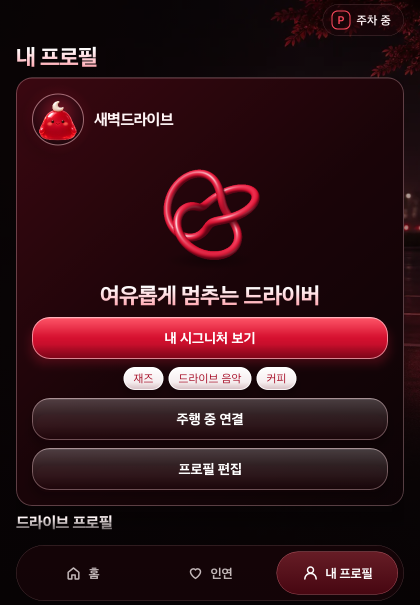 P 주차 중
내 프로필
새벽드라이브
여유롭게 멈추는 드라이버
내 시그니처 보기
재즈 드라이브 음악 커피
주행 중 연결
프로필 편집
드라이브 프로필
홈 인연 내 프로필